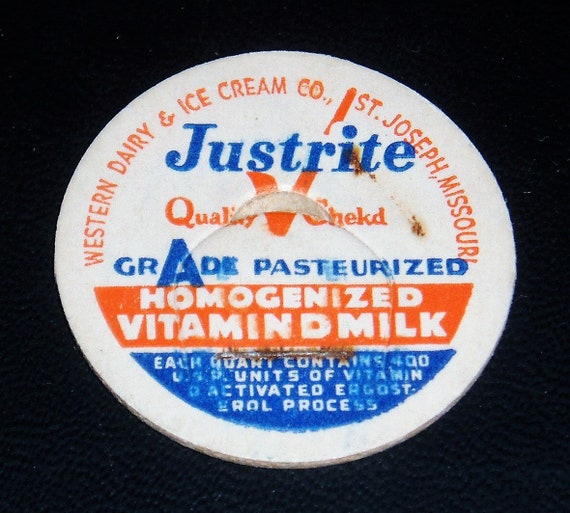 WESTERN DAIRY & ICE CREAM CO., ST. JOSEPH, MISSOURI
Justrite
Quality Chekd
GRADE PASTEURIZED
HOMOGENIZED
VITAMIN D MILK
EACH QUART CONTAINS 400
U.S.P. UNITS OF VITAMIN
D ACTIVATED ERGOST-
EROL PROCESS